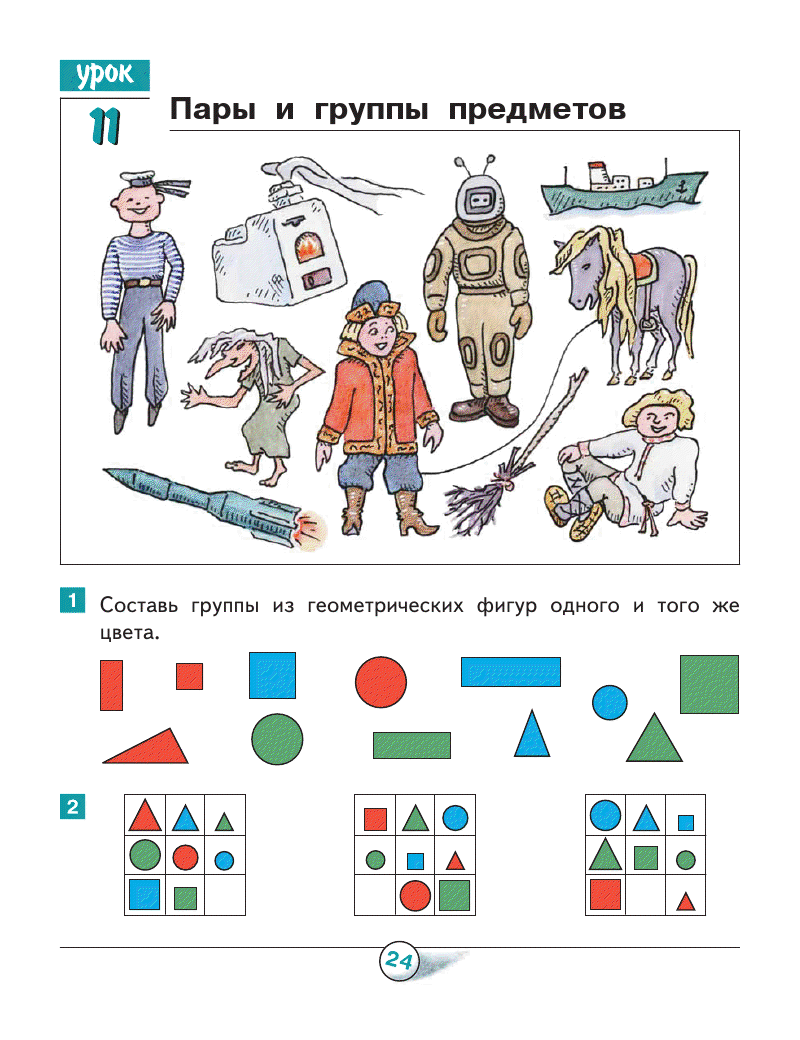 урок
11
Пары и группы предметов
1 Составь группы из геометрических фигур одного и того же
цвета.
2
24